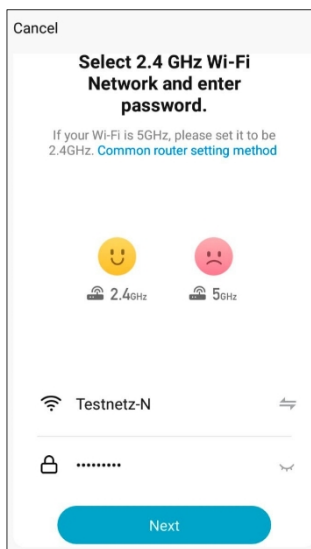 Cancel
Select 2.4 GHz Wi-Fi
Network and enter
password.
If your Wi-Fi is 5GHz, please set it to be
2.4GHz. Common router setting method
2.4GHz 5GHz
Testnetz-N
•••••••••
Next